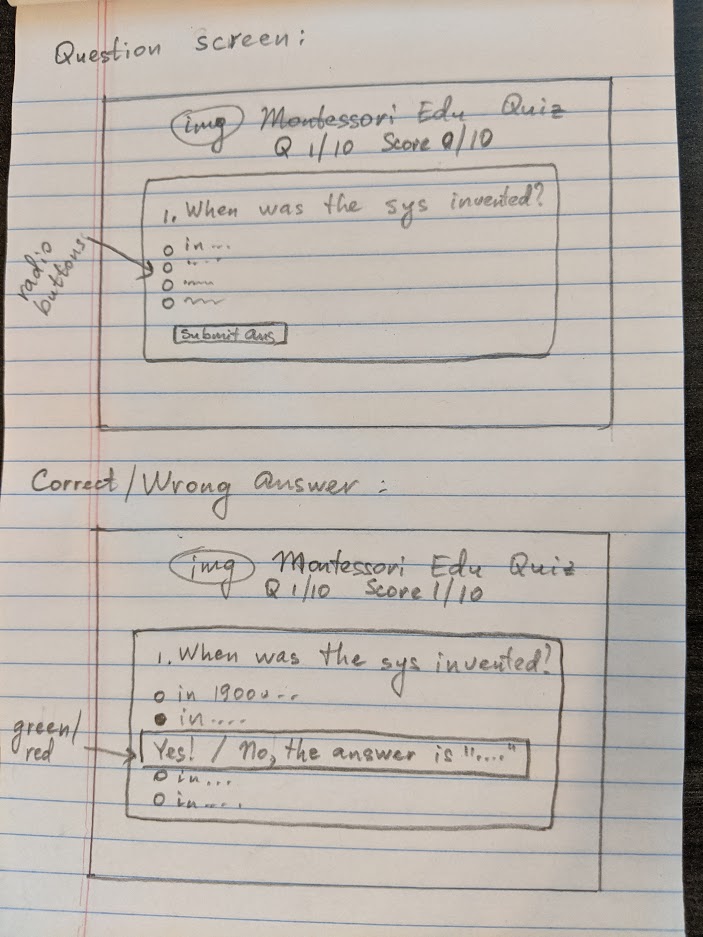 Question screen:
img Montessori Edu Quiz
Q 1/10 Score 0/10
1. When was the sys invented?
in...
radio buttons
submit ans
Correct/Wrong answer:
img Montessori Edu Quiz
Q 1/10 Score 1/10
1. When was the sys invented?
in 1900...
in....
green/
red
Yes! / No, the answer is "...."
in...
in....